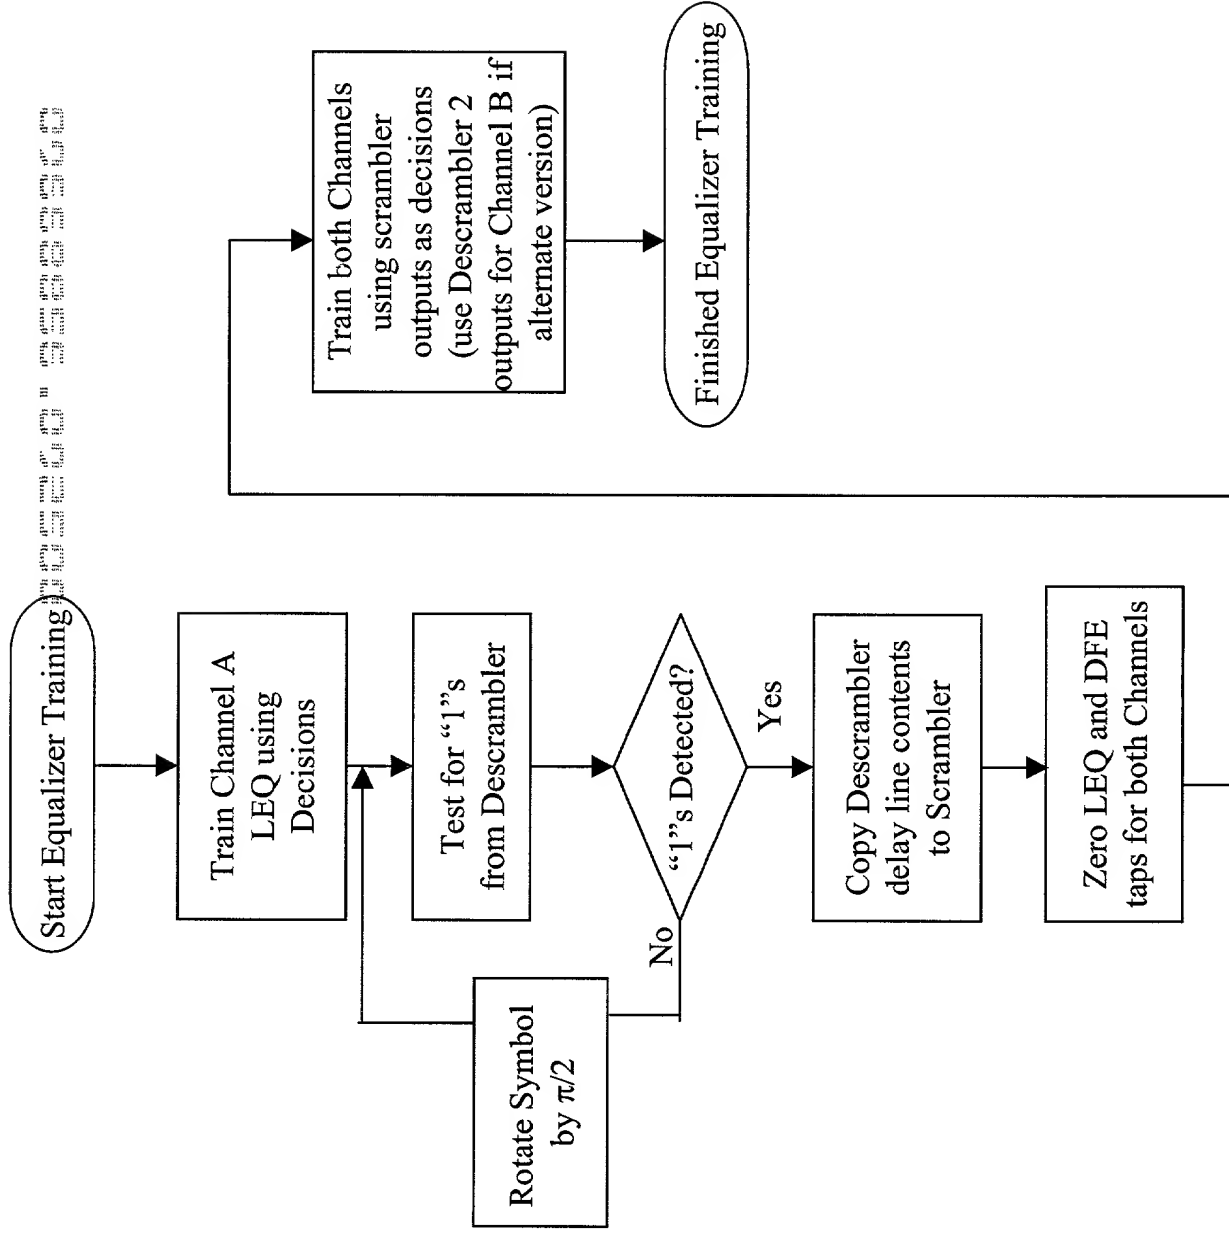 Start Equalizer Training
Train Channel A
LEQ using
Decisions
Test for “1”s
from Descrambler
“1”s Detected?
No
Rotate Symbol
by π/2
Yes
Copy Descrambler
delay line contents
to Scrambler
Zero LEQ and DFE
taps for both Channels
Train both Channels
using scrambler
outputs as decisions
(use Descrambler 2
outputs for Channel B if
alternate version)
Finished Equalizer Training